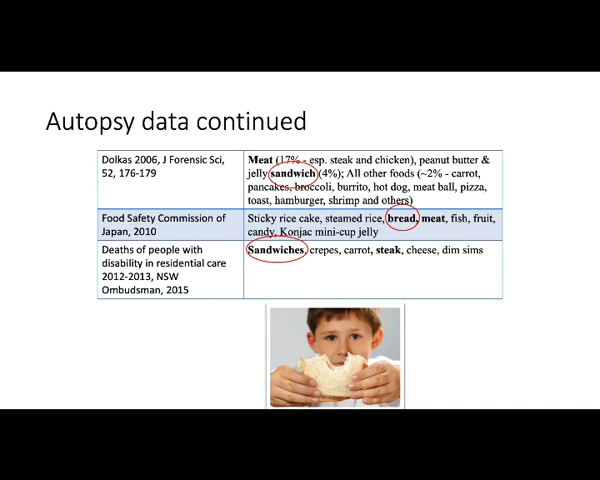 Autopsy data continued
Dolkas 2006, J Forensic Sci,
52, 176-179
Meat (17% - esp. steak and chicken), peanut butter &
jelly sandwich (4%); All other foods (~2% - carrot,
pancakes, broccoli, burrito, hot dog, meat ball, pizza,
toast, hamburger, shrimp and others)
Food Safety Commission of
Japan, 2010
Sticky rice cake, steamed rice, bread, meat, fish, fruit,
candy, Konjac mini-cup jelly
Deaths of people with
disability in residential care
2012-2013, NSW
Ombudsman, 2015
Sandwiches, crepes, carrot, steak, cheese, dim sims